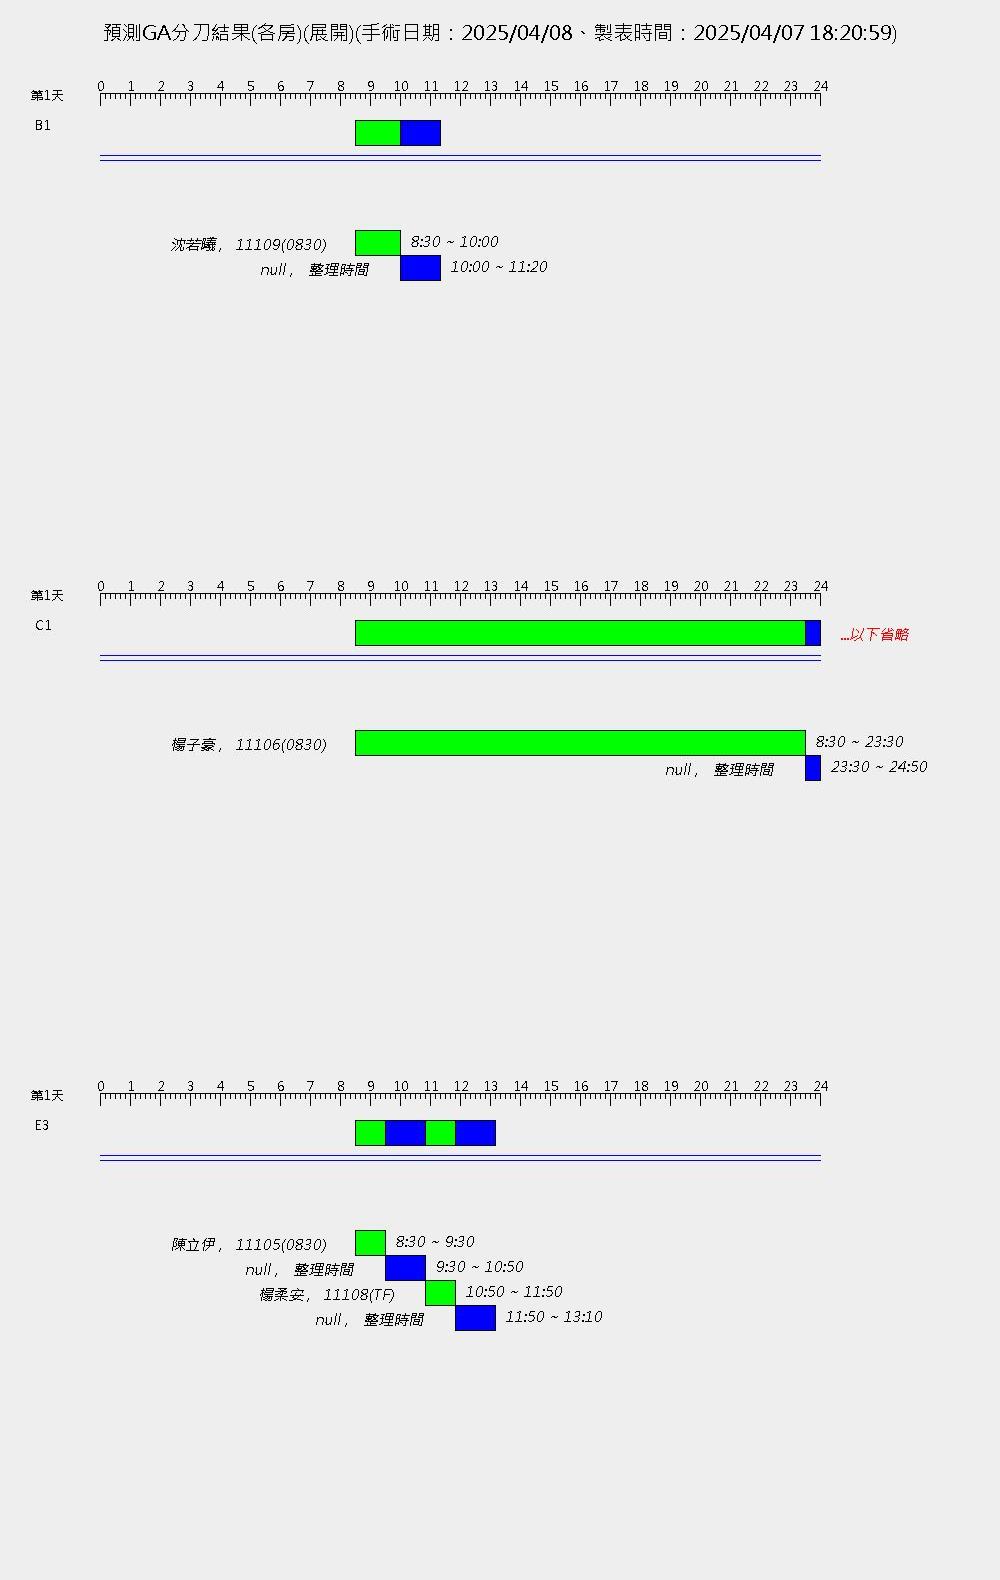 預測GA分刀結果(各房)(展開)(手術日期：2025/04/08、製表時間：2025/04/07 18:20:59)
第1天 0 1 2 3 4 5 6 7 8 9 10 11 12 13 14 15 16 17 18 19 20 21 22 23 24
B1
沈若曦， 11109(0830) 8:30 ~ 10:00
null， 整理時間 10:00 ~ 11:20
第1天 0 1 2 3 4 5 6 7 8 9 10 11 12 13 14 15 16 17 18 19 20 21 22 23 24
C1 ...以下省略
楊子豪， 11106(0830) 8:30 ~ 23:30
null， 整理時間 23:30 ~ 24:50
第1天 0 1 2 3 4 5 6 7 8 9 10 11 12 13 14 15 16 17 18 19 20 21 22 23 24
E3
陳立伊， 11105(0830) 8:30 ~ 9:30
null， 整理時間 9:30 ~ 10:50
楊柔安， 11108(TF) 10:50 ~ 11:50
null， 整理時間 11:50 ~ 13:10